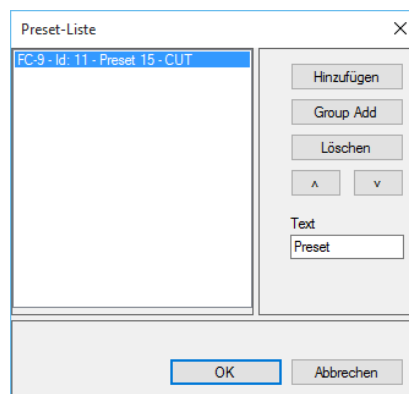 Preset-Liste
FC-9 - Id: 11 - Preset 15 - CUT
Hinzufügen
Group Add
Löschen
ʌ v
Text
Preset
OK Abbrechen